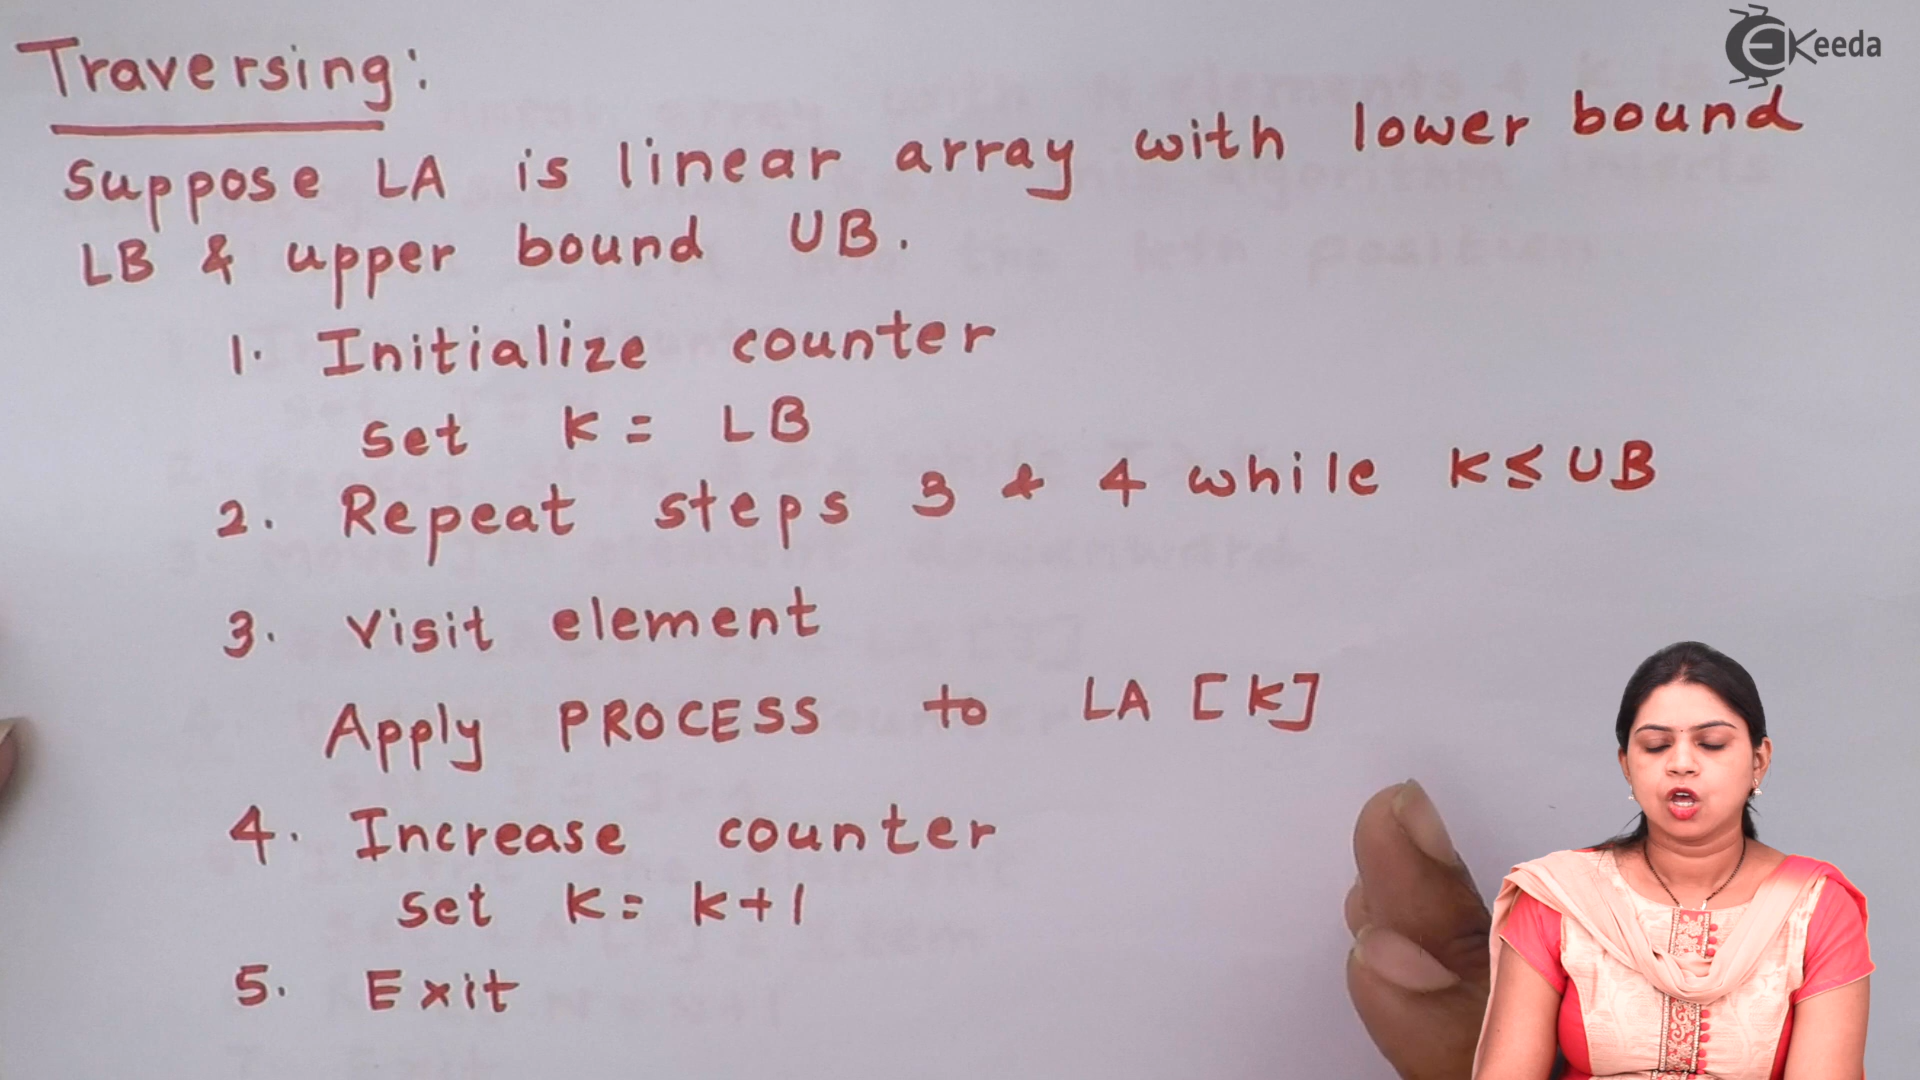 Keeda
Traversing:
Suppose LA is linear array with lower bound
LB & upper bound UB.
1. Initialize counter
Set K = LB
2. Repeat steps 3 & 4 while K ≤ UB
3. Visit element
Apply PROCESS to LA [K]
4. Increase counter
Set K = K+1
5. Exit